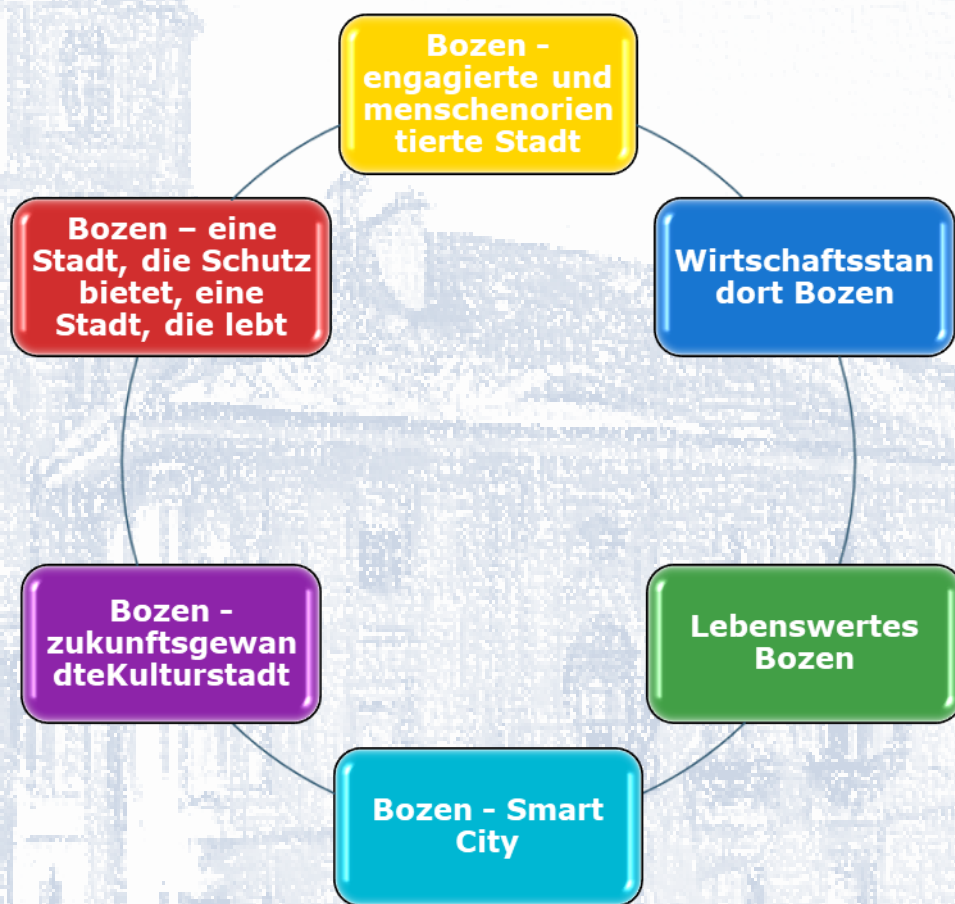 Bozen -
engagierte und
menschenorien
tierte Stadt
Wirtschaftsstan
dort Bozen
Lebenswertes
Bozen
Bozen - Smart
City
Bozen -
zukunftsgewan
dteKulturstadt
Bozen – eine
Stadt, die Schutz
bietet, eine
Stadt, die lebt